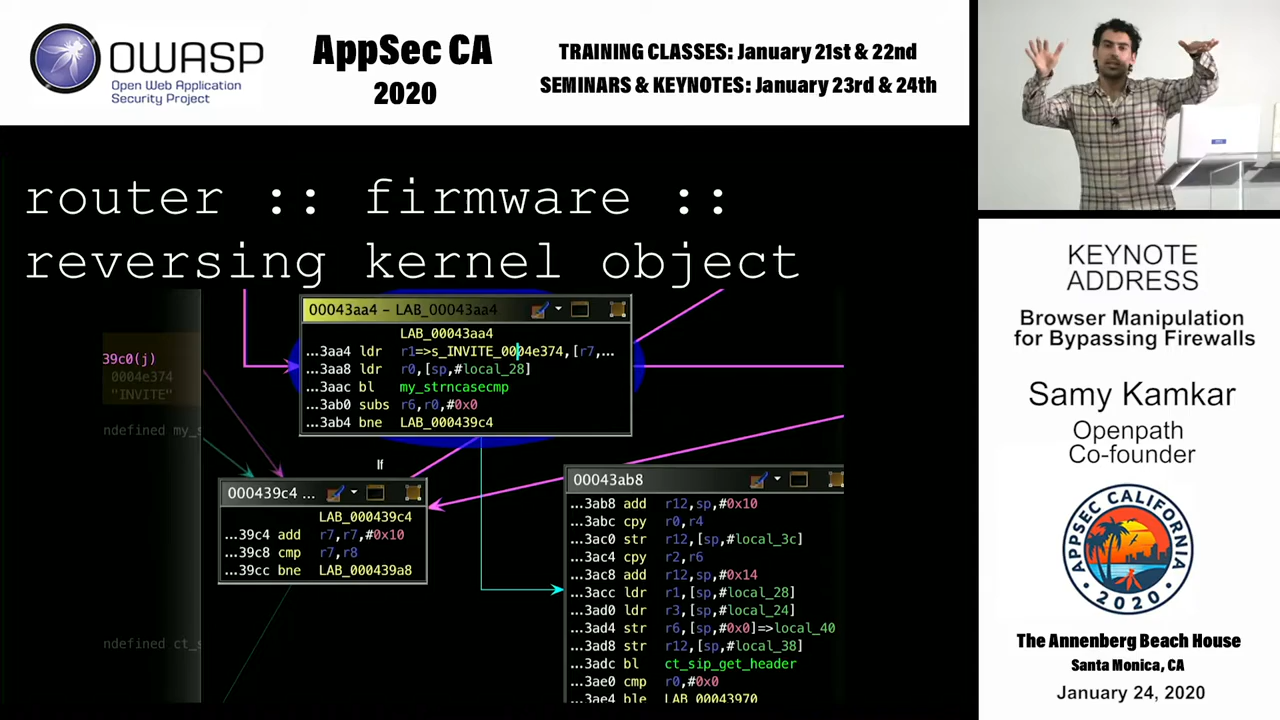 OWASP
Open Web Application
Security Project
AppSec CA
2020
TRAINING CLASSES: January 21st & 22nd
SEMINARS & KEYNOTES: January 23rd & 24th
router :: firmware ::
reversing kernel object
39c0(j)
0004e374
"INVITE"
ndefined my_s
ndefined ct_s
00043aa4 - LAB_00043aa4
LAB_00043aa4
...3aa4 ldr r1=>s_INVITE_0004e374,[r7,...
...3aa8 ldr r0,[sp,#local_28]
...3aac bl my_strncasecmp
...3ab0 subs r6,r0,#0x0
...3ab4 bne LAB_000439c4
If
000439c4 ...
LAB_000439c4
...39c4 add r7,r7,#0x10
...39c8 cmp r7,r8
...39cc bne LAB_000439a8
00043ab8
...3ab8 add r12,sp,#0x10
...3abc cpy r0,r4
...3ac0 str r12,[sp,#local_3c]
...3ac4 cpy r2,r6
...3ac8 add r12,sp,#0x14
...3acc ldr r1,[sp,#local_28]
...3ad0 ldr r3,[sp,#local_24]
...3ad4 str r6,[sp,#0x0]=>local_40
...3ad8 str r12,[sp,#local_38]
...3adc bl ct_sip_get_header
...3ae0 cmp r0,#0x0
...3ae4 ble LAB_00043970
KEYNOTE
ADDRESS
Browser Manipulation
for Bypassing Firewalls
Samy Kamkar
Openpath
Co-founder
APPSEC CALIFORNIA
2020
The Annenberg Beach House
Santa Monica, CA
January 24, 2020